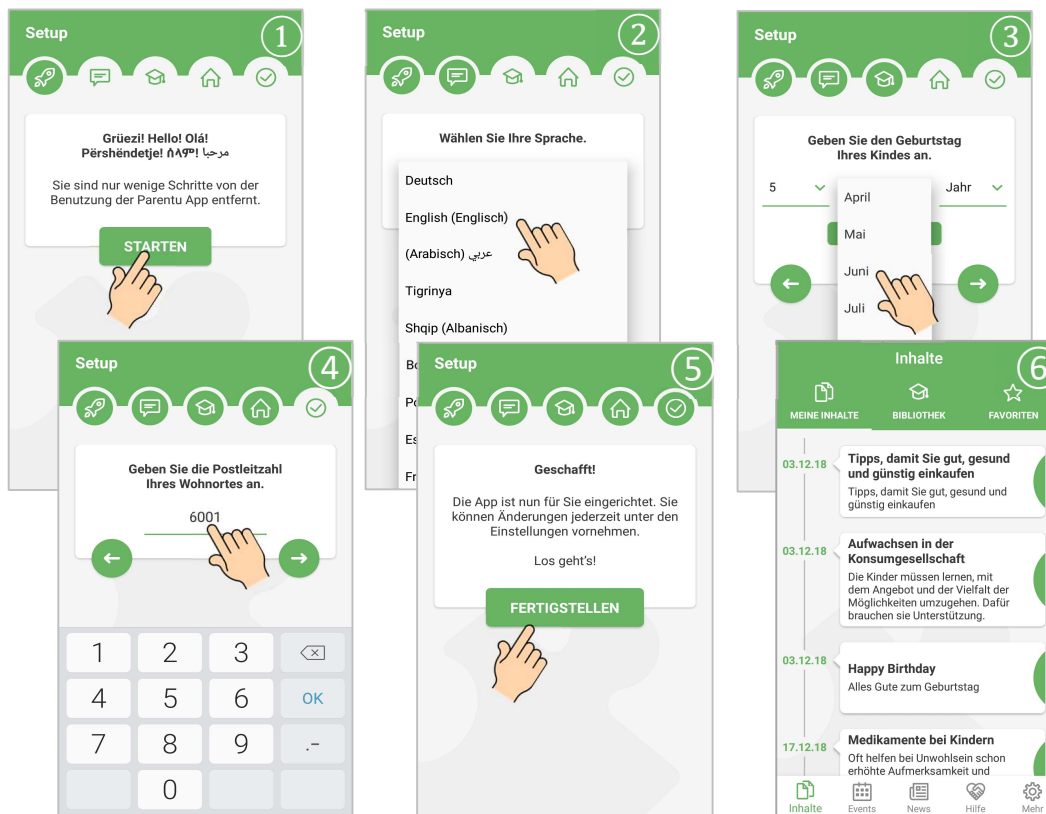 Setup
1
Grüezi! Hello! Olá!
Përshëndetje! ሰላም! مرحبا
Sie sind nur wenige Schritte von der
Benutzung der Parentu App entfernt.
STARTEN
Setup
2
Wählen Sie Ihre Sprache.
Deutsch
English (Englisch)
عربي (Arabisch)
Tigrinya
Shqip (Albanisch)
Setup
3
Geben Sie den Geburtstag
Ihres Kindes an.
5
April
Jahr
Mai
Juni
Juli
Setup
4
Geben Sie die Postleitzahl
Ihres Wohnortes an.
6001
1 2 3
4 5 6 OK
7 8 9 .-
0
Setup
5
Geschafft!
Die App ist nun für Sie eingerichtet. Sie
können Änderungen jederzeit unter den
Einstellungen vornehmen.
Los geht's!
FERTIGSTELLEN
Inhalte
6
MEINE INHALTE BIBLIOTHEK FAVORITEN
03.12.18
Tipps, damit Sie gut, gesund
und günstig einkaufen
Tipps, damit Sie gut, gesund und
günstig einkaufen
03.12.18
Aufwachsen in der
Konsumgesellschaft
Die Kinder müssen lernen, mit
dem Angebot und der Vielfalt der
Möglichkeiten umzugehen. Dafür
brauchen sie Unterstützung.
03.12.18
Happy Birthday
Alles Gute zum Geburtstag
17.12.18
Medikamente bei Kindern
Oft helfen bei Unwohlsein schon
erhöhte Aufmerksamkeit und
Inhalte Events News Hilfe Mehr